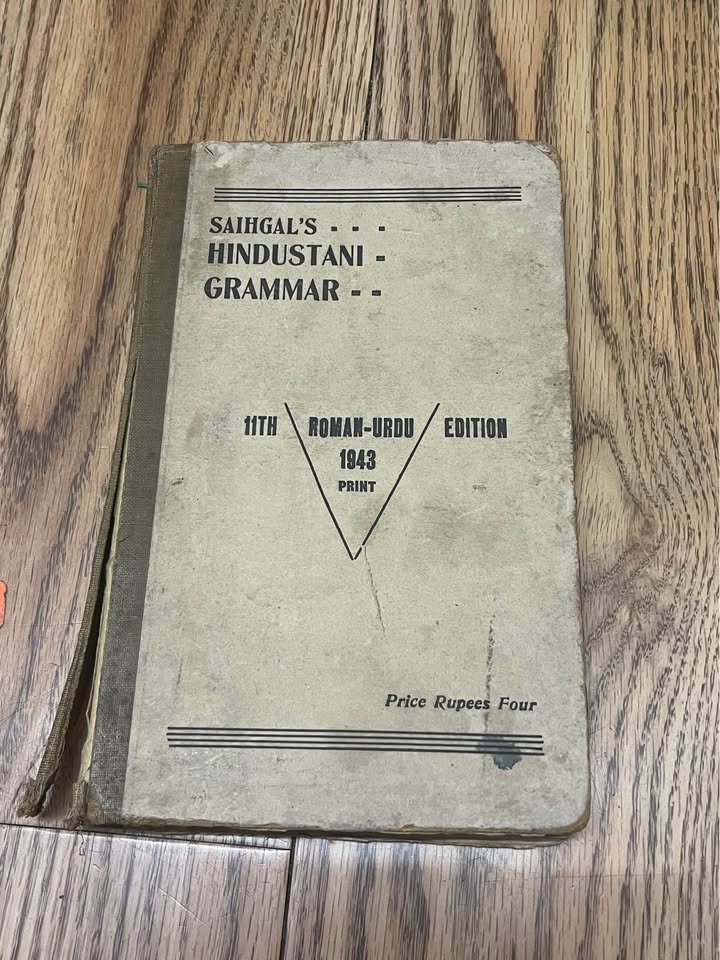 SAIHGAL'S - - -
HINDUSTANI -
GRAMMAR - -
11TH ROMAN-URDU EDITION
1943
PRINT
Price Rupees Four